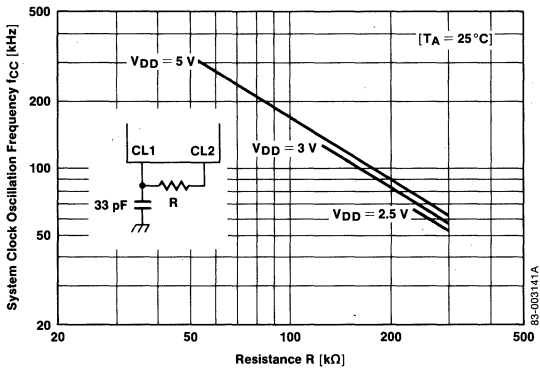 System Clock Oscillation Frequency fCC [kHz]
500
200
100
50
20
[TA = 25°C]
VDD = 5 V
VDD = 3 V
VDD = 2.5 V
CL1 CL2
33 pF
R
20 50 100 200 500
Resistance R [kΩ]
83-003141A